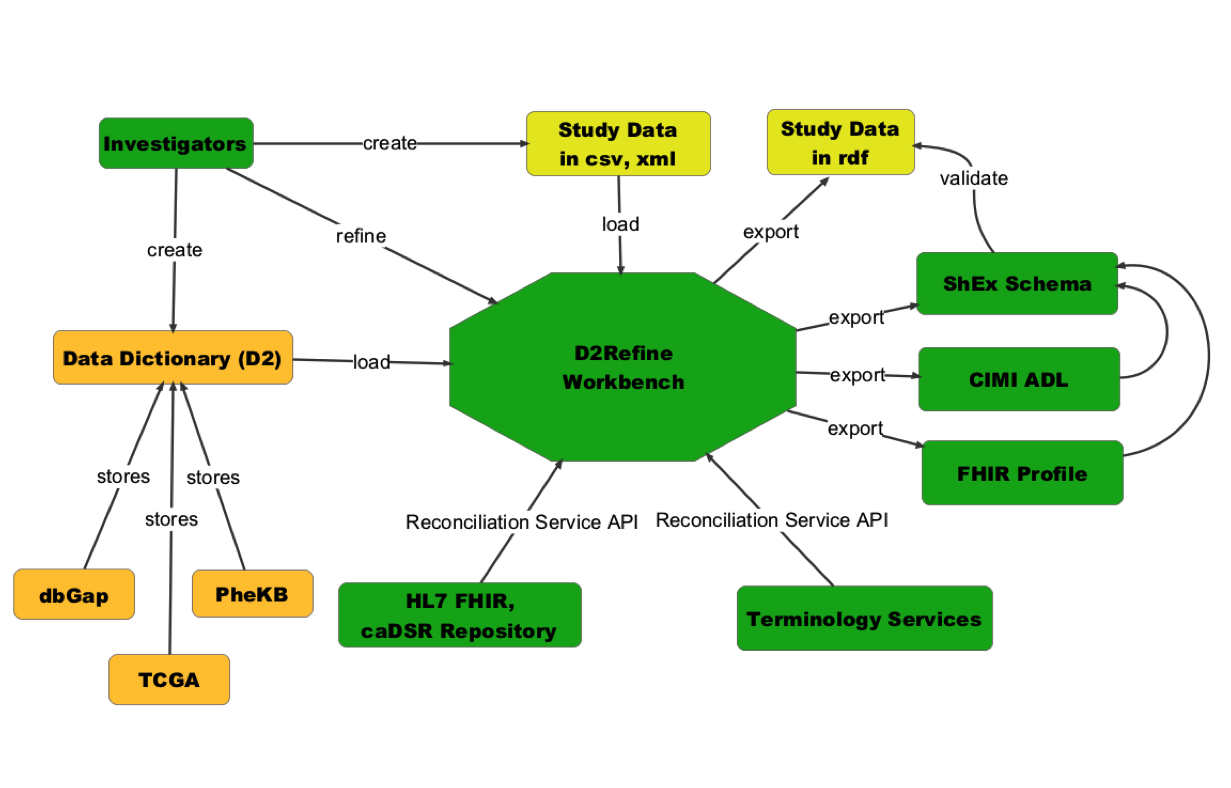 Investigators
create
Study Data
in csv, xml
Study Data
in rdf
validate
load
export
refine
create
ShEx Schema
export
Data Dictionary (D2)
load
D2Refine
Workbench
export
CIMI ADL
export
FHIR Profile
stores
stores
stores
Reconciliation Service API
Reconciliation Service API
dbGap
PheKB
HL7 FHIR,
caDSR Repository
Terminology Services
TCGA